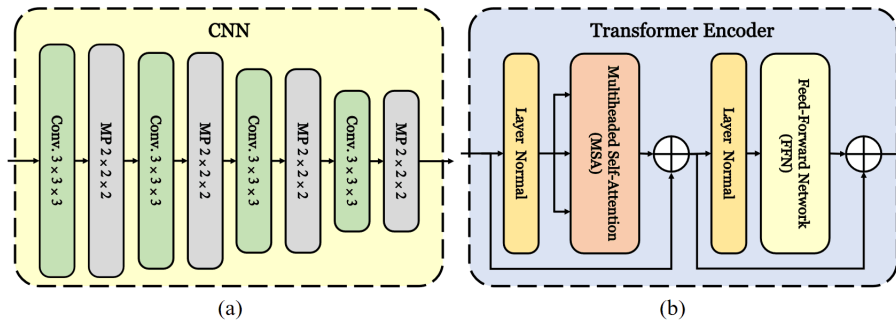 CNN
Conv. 3 × 3 × 3
MP 2 × 2 × 2
Conv. 3 × 3 × 3
MP 2 × 2 × 2
Conv. 3 × 3 × 3
MP 2 × 2 × 2
Conv. 3 × 3 × 3
MP 2 × 2 × 2
(a)
Transformer Encoder
Layer Normal
Multiheaded Self-Attention
(MSA)
Layer Normal
Feed-Forward Network
(FFN)
(b)